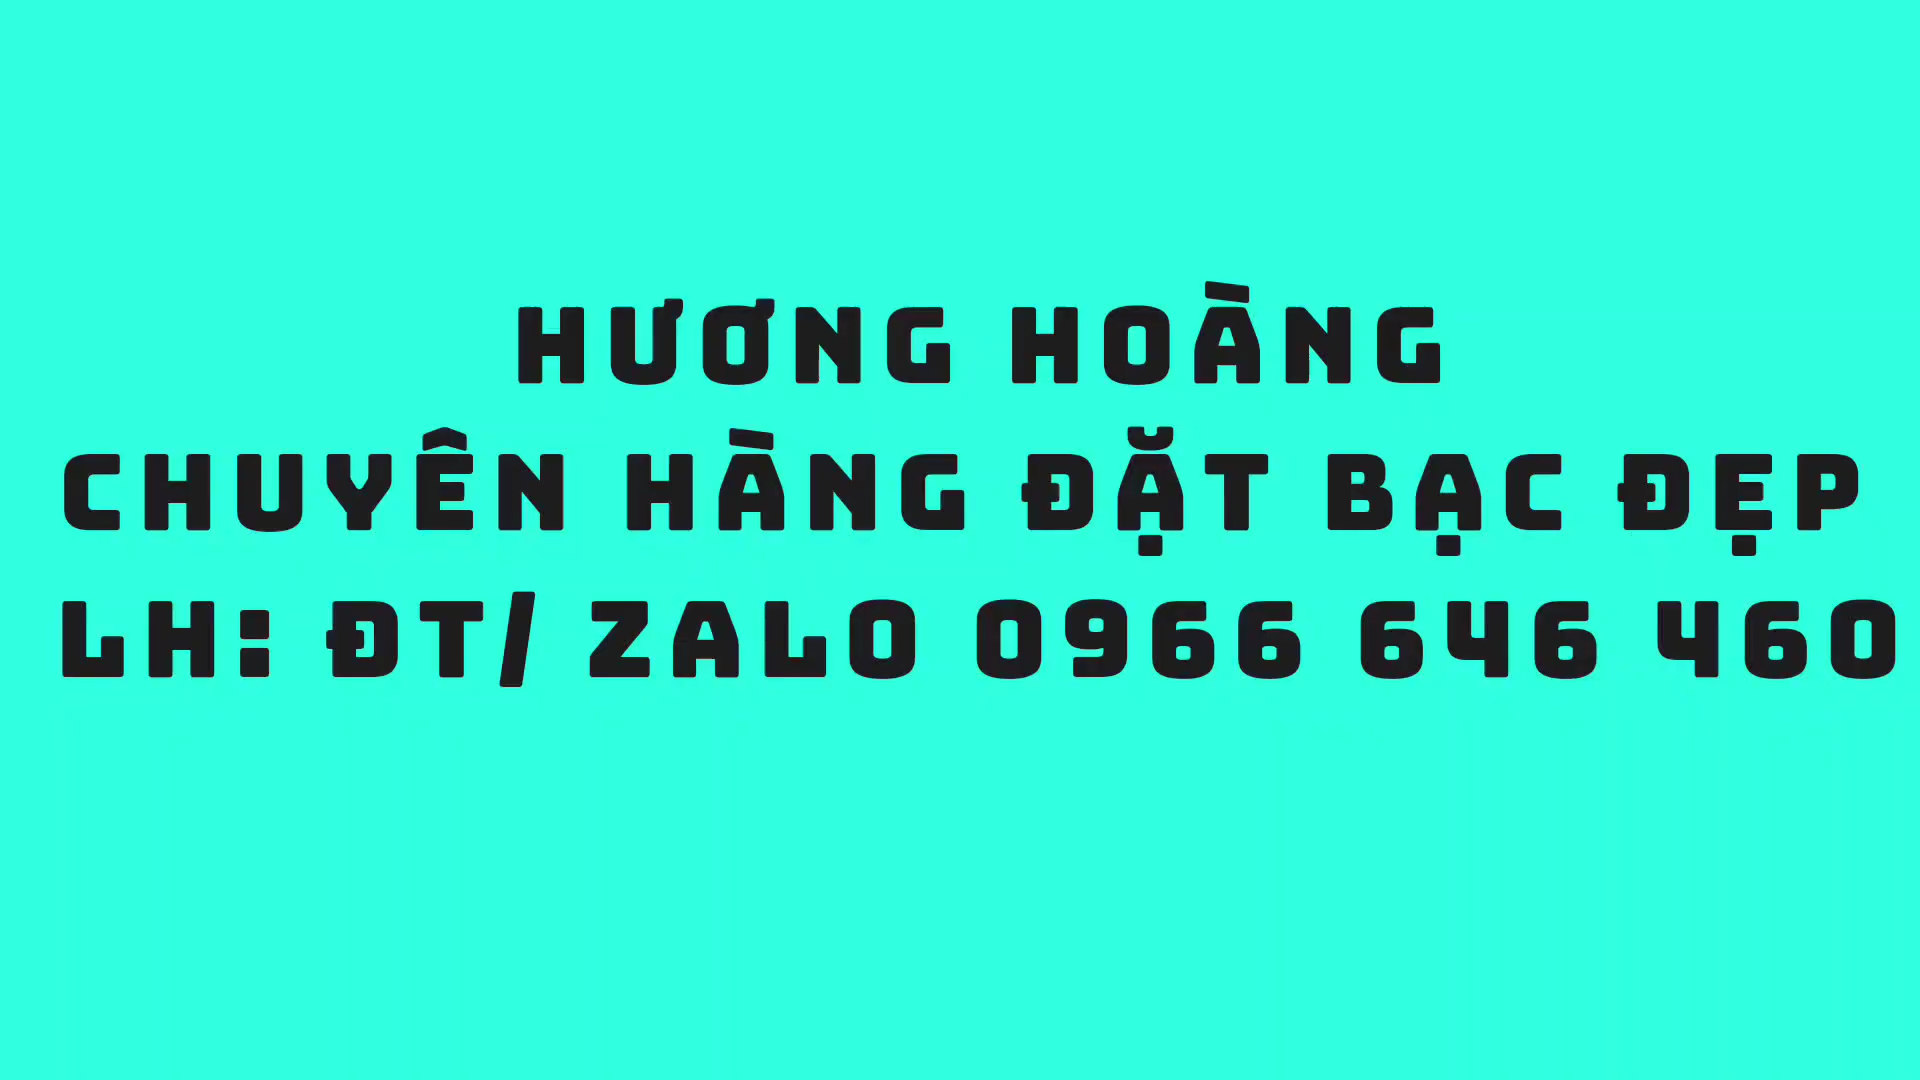 HƯƠNG HOÀNG
CHUYÊN HÀNG ĐẶT BẠC ĐẸP
LH: ĐT/ ZALO 0966 646 460